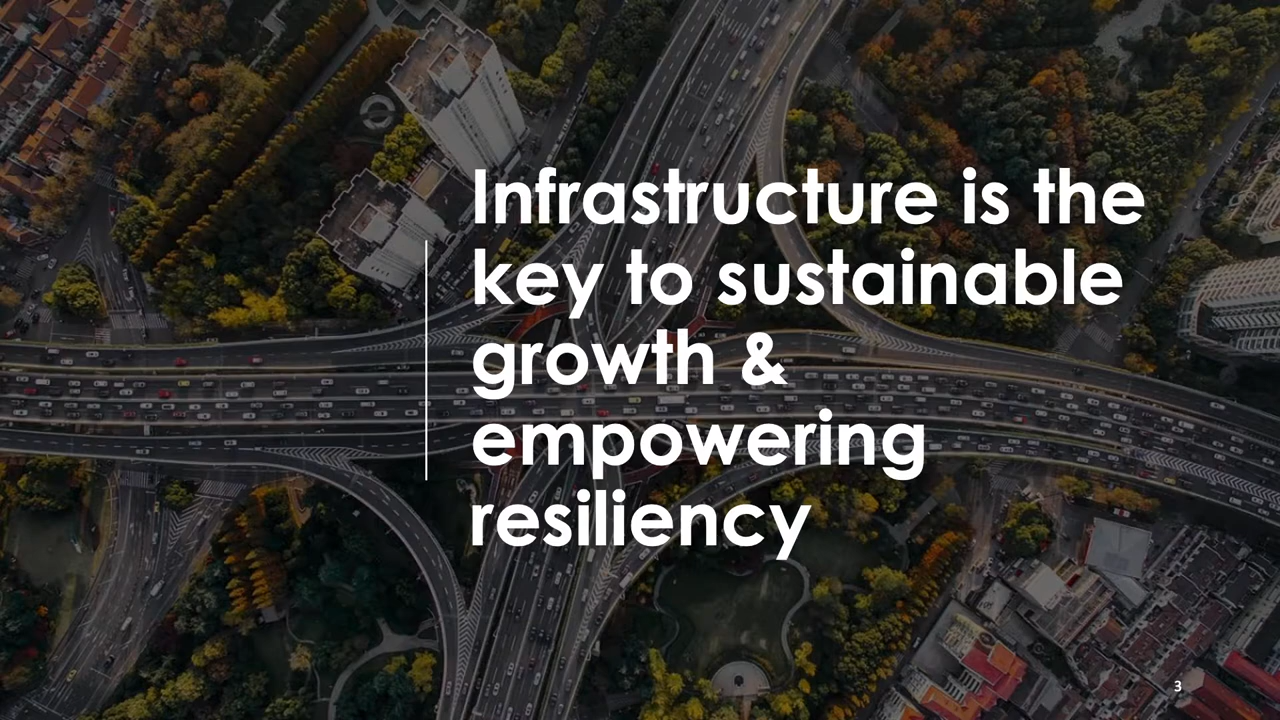 Infrastructure is the
key to sustainable
growth &
empowering
resiliency
3